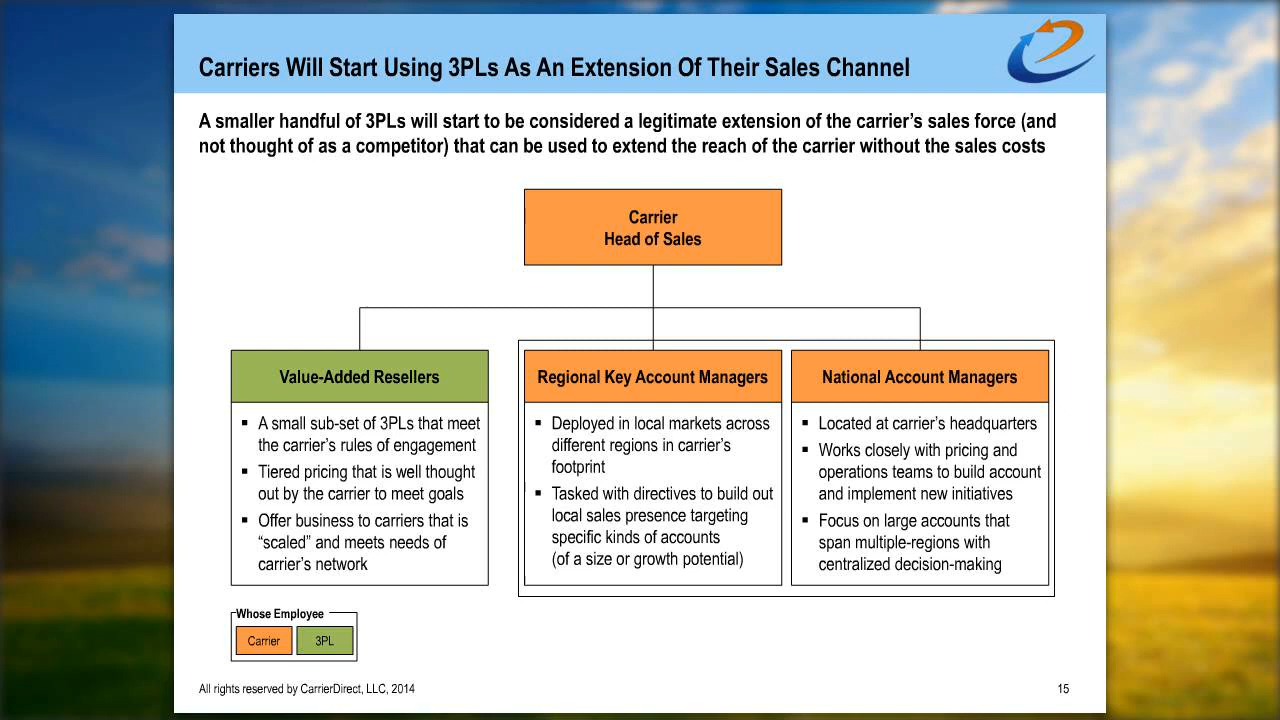 Carriers Will Start Using 3PLs As An Extension Of Their Sales Channel
A smaller handful of 3PLs will start to be considered a legitimate extension of the carrier’s sales force (and
not thought of as a competitor) that can be used to extend the reach of the carrier without the sales costs
Carrier
Head of Sales
Value-Added Resellers
▪ A small sub-set of 3PLs that meet
the carrier’s rules of engagement
▪ Tiered pricing that is well thought
out by the carrier to meet goals
▪ Offer business to carriers that is
“scaled” and meets needs of
carrier’s network
Regional Key Account Managers
▪ Deployed in local markets across
different regions in carrier’s
footprint
▪ Tasked with directives to build out
local sales presence targeting
specific kinds of accounts
(of a size or growth potential)
National Account Managers
▪ Located at carrier’s headquarters
▪ Works closely with pricing and
operations teams to build account
and implement new initiatives
▪ Focus on large accounts that
span multiple-regions with
centralized decision-making
Whose Employee
Carrier
3PL
All rights reserved by CarrierDirect, LLC, 2014
15